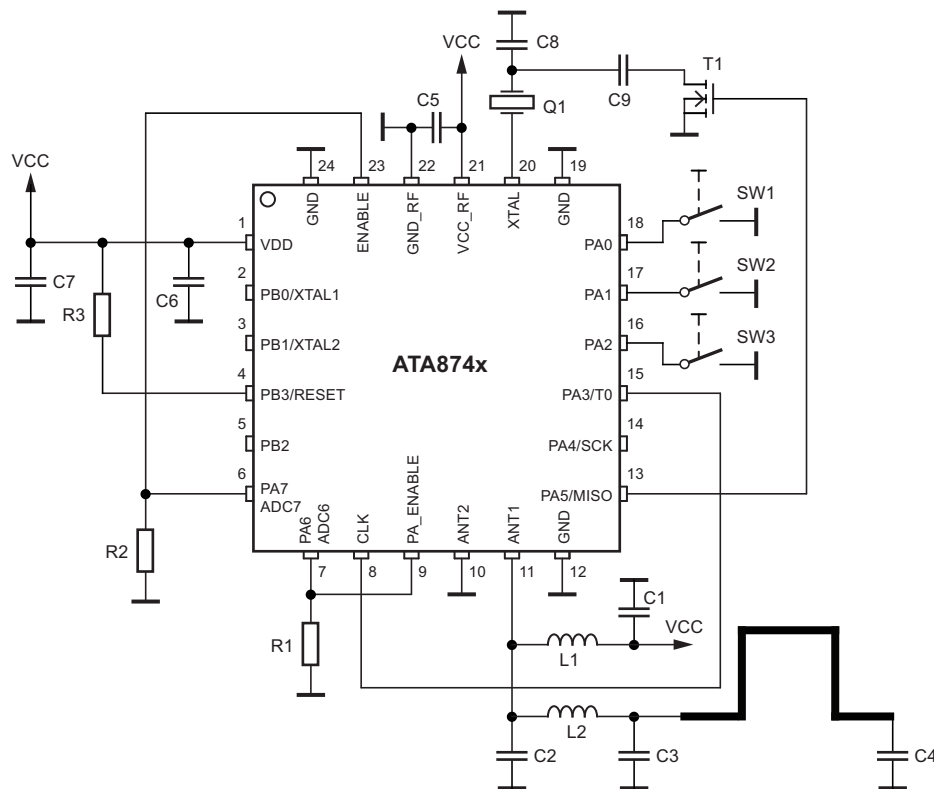 C8
VCC
T1
C5
Q1
C9
VCC
24
23
22
21
20
19
GND
ENABLE
GND_RF
VCC_RF
XTAL
GND
1
VDD
18
PA0
SW1
C7
R3
C6
2
PB0/XTAL1
17
PA1
SW2
3
PB1/XTAL2
16
PA2
SW3
ATA874x
4
PB3/RESET
15
PA3/T0
5
PB2
14
PA4/SCK
6
PA7
ADC7
13
PA5/MISO
PA6
ADC6
CLK
PA_ENABLE
ANT2
ANT1
GND
R2
7
8
9
10
11
12
R1
C1
VCC
L1
L2
C2
C3
C4